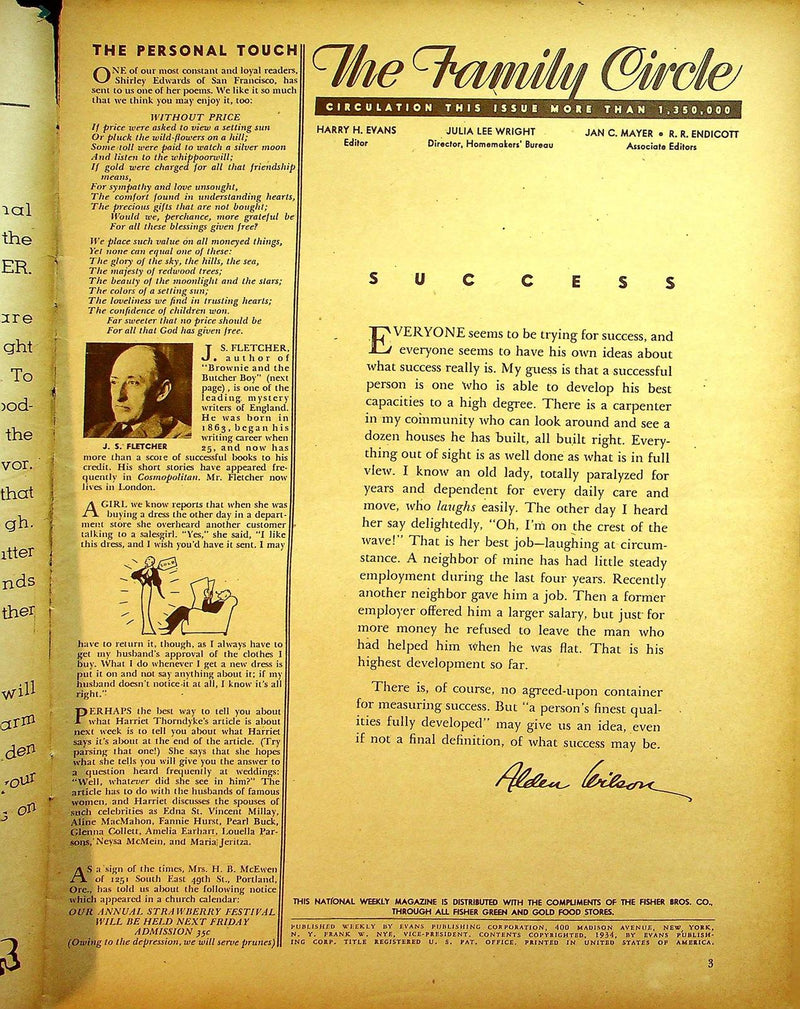 THE PERSONAL TOUCH
ONE of our most constant and loyal readers,
Shirley Edwards of San Francisco, has
sent to us one of her poems. We like it so much
that we think you may enjoy it, too:
WITHOUT PRICE
If price were asked to view a setting sun
Or pluck the wild-flowers on a hill;
Some toll were paid to watch a silver moon
And listen to the whippoorwill;
If gold were charged for all that friendship
means,
For sympathy and love unsought,
The comfort found in understanding hearts,
The precious gifts that are not bought;
Would we, perchance, more grateful be
For all these blessings given free?
We place such value on all moneyed things,
Yet none can equal one of these:
The glory of the sky, the hills, the sea,
The majesty of redwood trees;
The beauty of the moonlight and the stars;
The colors of a setting sun;
The loveliness we find in trusting hearts;
The confidence of children won.
Far sweeter that no price should be
For all that God has given free.
J. S. FLETCHER,
author of
"Brownie and the
Butcher Boy" (next
page), is one of the
leading mystery
writers of England.
He was born in
1863, began his
writing career when
25, and now has
J. S. FLETCHER
more than a score of successful books to his
credit. His short stories have appeared fre-
quently in Cosmopolitan. Mr. Fletcher now
lives in London.
A GIRL we know reports that when she was
buying a dress the other day in a depart-
ment store she overheard another customer
talking to a salesgirl. "Yes," she said, "I like
this dress, and I wish you'd have it sent. I may
have to return it, though, as I always have to
get my husband's approval of the clothes I
buy. What I do whenever I get a new dress is
put it on and not say anything about it; if my
husband doesn't notice it at all, I know it's all
right."
PERHAPS the best way to tell you about
what Harriet Thorndyke's article is about
next week is to tell you about what Harriet
says it's about at the end of the article. (Try
parsing that one!) She says that she hopes
what she tells you will give you the answer to
a question heard frequently at weddings:
"Well, whatever did she see in him?" The
article has to do with the husbands of famous
women, and Harriet discusses the spouses of
such celebrities as Edna St. Vincent Millay,
Aline MacMahon, Fannie Hurst, Pearl Buck,
Glenna Collett, Amelia Earhart, Louella Par-
sons, Neysa McMein, and Maria Jeritza.
AS a sign of the times, Mrs. H. B. McEwen
of 1251 South East 49th St., Portland,
Ore., has told us about the following notice
which appeared in a church calendar:
OUR ANNUAL STRAWBERRY FESTIVAL
WILL BE HELD NEXT FRIDAY
ADMISSION 35c
(Owing to the depression, we will serve prunes)
The Family Circle
CIRCULATION THIS ISSUE MORE THAN 1,350,000
HARRY H. EVANS
Editor
JULIA LEE WRIGHT
Director, Homemakers' Bureau
JAN C. MAYER • R. R. ENDICOTT
Associate Editors
SUCCESS
EVERYONE seems to be trying for success, and
everyone seems to have his own ideas about
what success really is. My guess is that a successful
person is one who is able to develop his best
capacities to a high degree. There is a carpenter
in my community who can look around and see a
dozen houses he has built, all built right. Every-
thing out of sight is as well done as what is in full
view. I know an old lady, totally paralyzed for
years and dependent for every daily care and
move, who laughs easily. The other day I heard
her say delightedly, "Oh, I'm on the crest of the
wave!" That is her best job—laughing at circum-
stance. A neighbor of mine has had little steady
employment during the last four years. Recently
another neighbor gave him a job. Then a former
employer offered him a larger salary, but just for
more money he refused to leave the man who
had helped him when he was flat. That is his
highest development so far.
There is, of course, no agreed-upon container
for measuring success. But "a person's finest qual-
ities fully developed" may give us an idea, even
if not a final definition, of what success may be.
Alden Wilson
THIS NATIONAL WEEKLY MAGAZINE IS DISTRIBUTED WITH THE COMPLIMENTS OF THE FISHER BROS. CO.,
THROUGH ALL FISHER GREEN AND GOLD FOOD STORES.
PUBLISHED WEEKLY BY EVANS PUBLISHING CORPORATION, 400 MADISON AVENUE, NEW YORK,
N. Y. FRANK W. NYE, VICE-PRESIDENT. CONTENTS COPYRIGHTED, 1934, BY EVANS PUBLISH-
ING CORP. TITLE REGISTERED U. S. PAT. OFFICE. PRINTED IN UNITED STATES OF AMERICA.
3
the
ER.
ght
To
the
vor.
that
gh.
nds
will
den
on